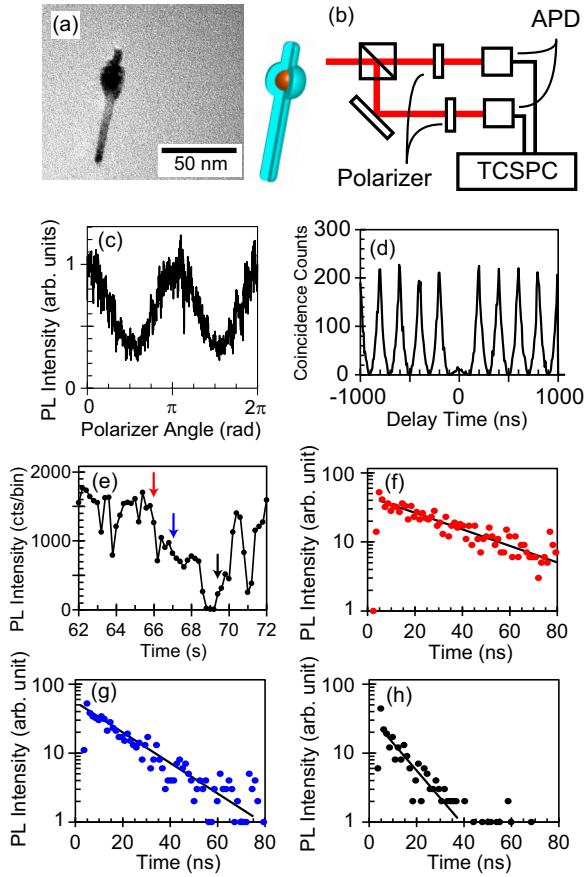 (a)
50 nm
(b)
APD
Polarizer
TCSPC
(c)
PL Intensity (arb. units)
1
0
0
π
2π
Polarizer Angle (rad)
(d)
Coincidence Counts
300
200
100
0
-1000
0
1000
Delay Time (ns)
(e)
PL Intensity (cts/bin)
2000
1000
0
62
64
66
68
70
72
Time (s)
(f)
PL Intensity (arb. unit)
100
10
1
0
20
40
60
80
Time (ns)
(g)
PL Intensity (arb. unit)
100
10
1
0
20
40
60
80
Time (ns)
(h)
PL Intensity (arb. unit)
100
10
1
0
20
40
60
80
Time (ns)